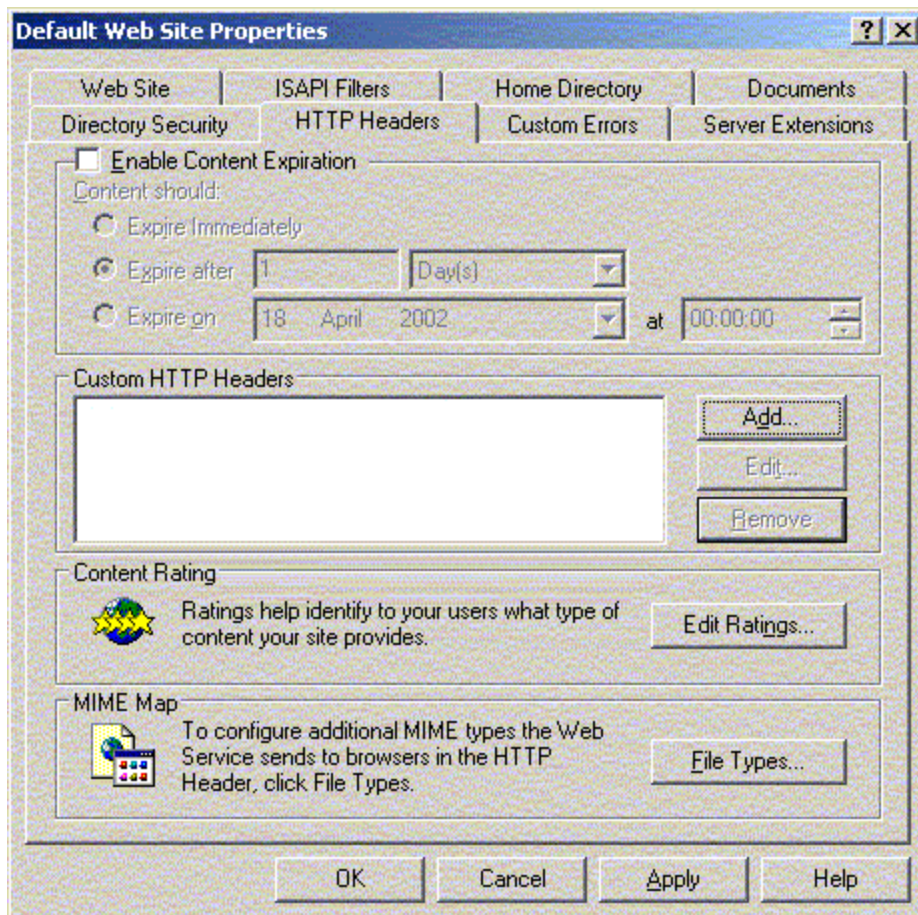 Default Web Site Properties
Web Site ISAPI Filters Home Directory Documents
Directory Security HTTP Headers Custom Errors Server Extensions
Enable Content Expiration
Content should:
Expire Immediately
Expire after 1 Day(s)
Expire on 18 April 2002 at 00:00:00
Custom HTTP Headers
Add...
Edit...
Remove
Content Rating
Ratings help identify to your users what type of
content your site provides.
Edit Ratings...
MIME Map
To configure additional MIME types the Web
Service sends to browsers in the HTTP
Header, click File Types.
File Types...
OK Cancel Apply Help